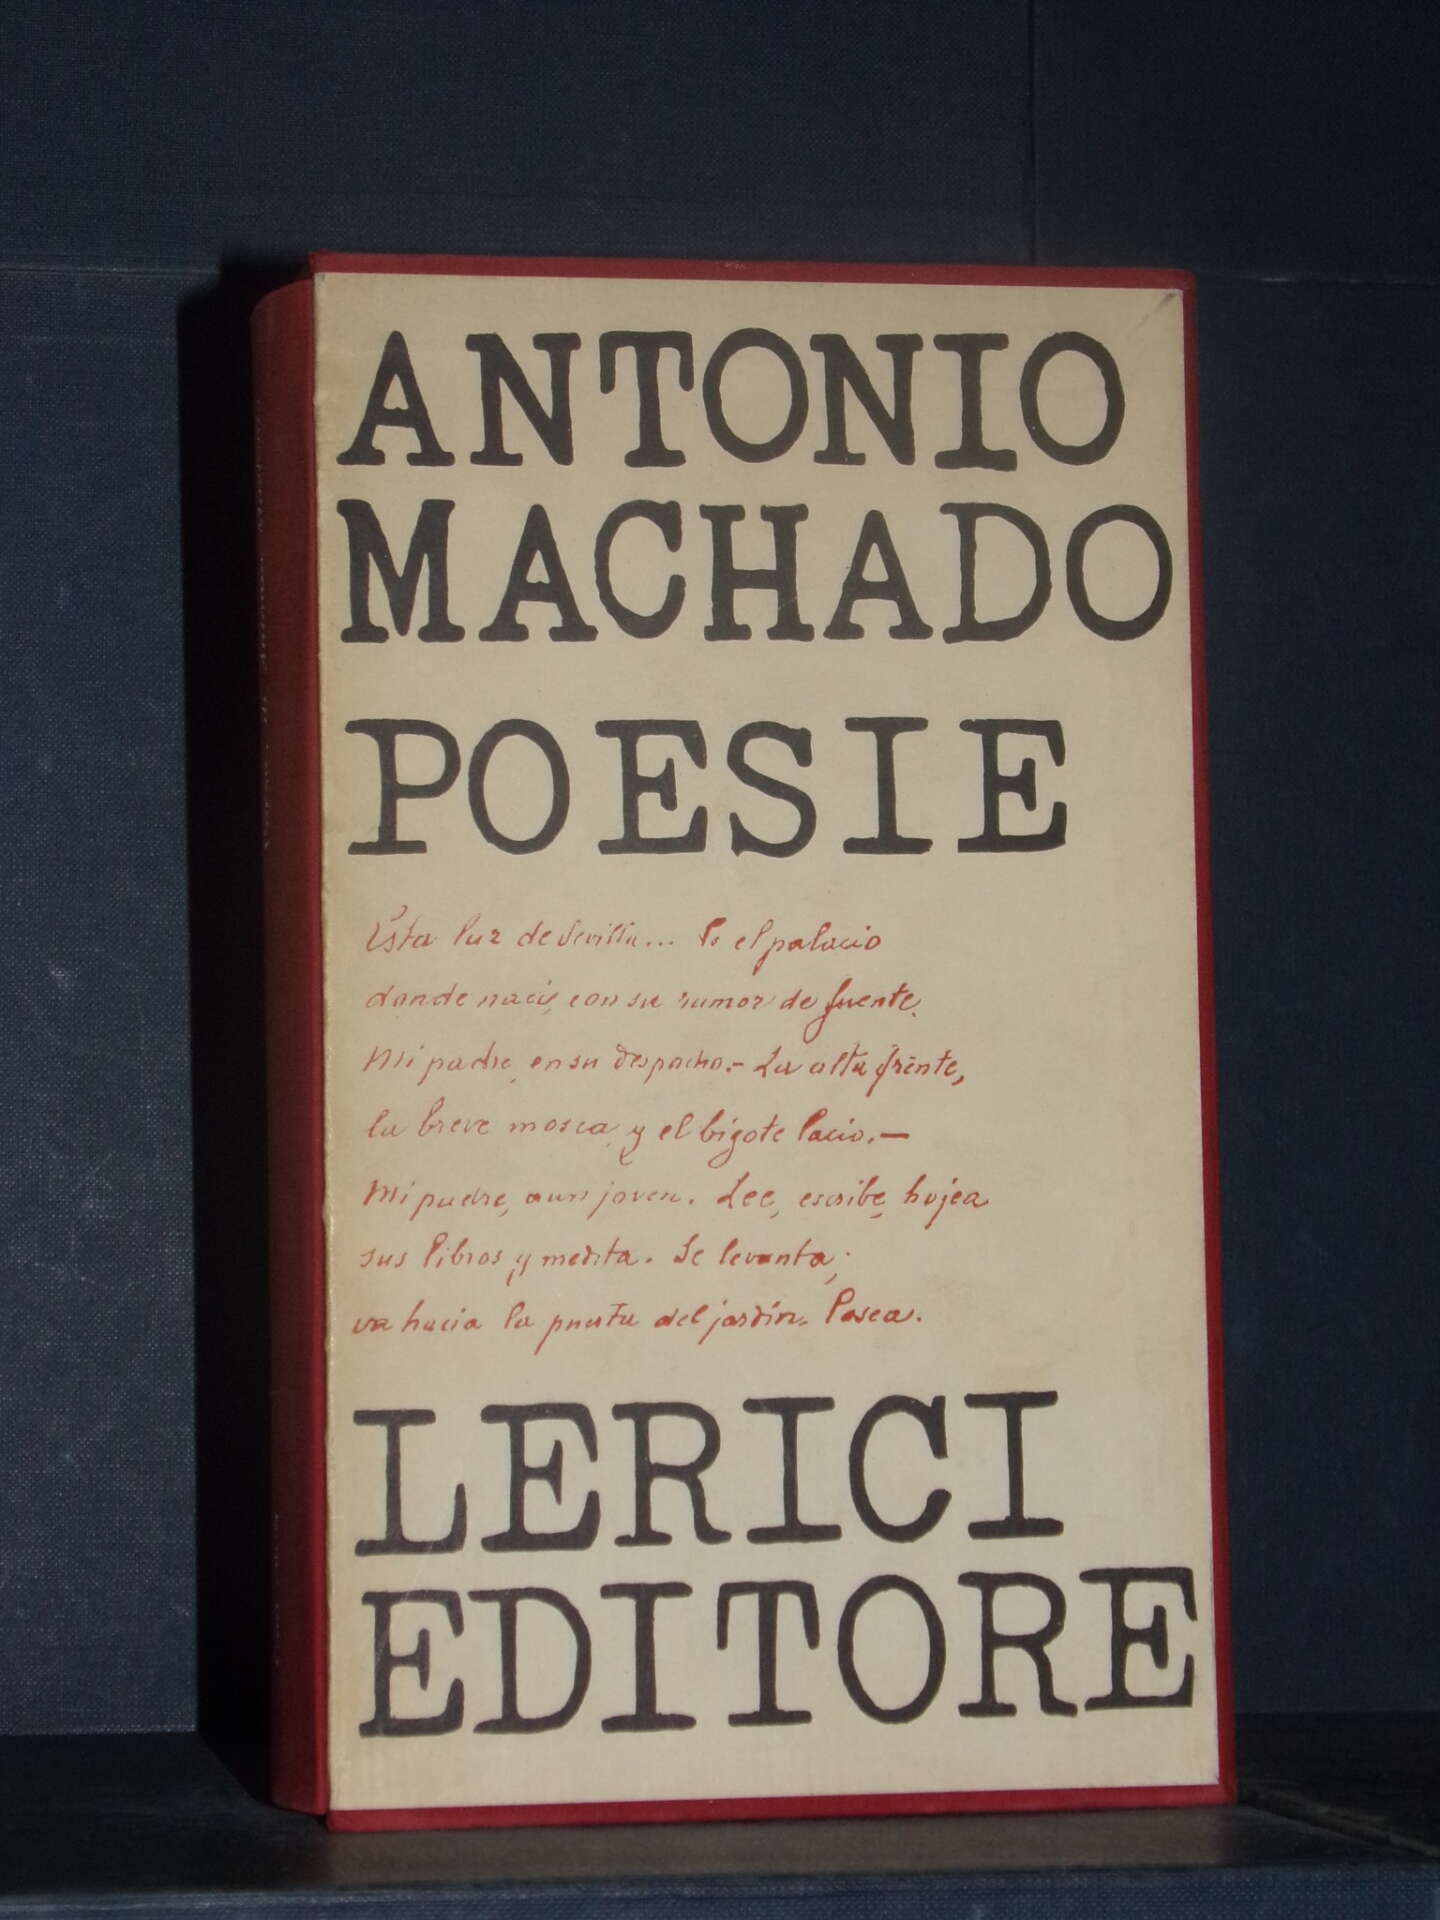 ANTONIO
MACHADO
POESIE
Esta luz de Sevilla... Es el palacio
donde nací, con su rumor de fuente.
Mi padre, en su despacho.- La alta frente,
la breve mosca, y el bigote lacio.—
Mi padre, aun joven. Lee, escribe, hojea
sus libros y medita. Se levanta;
va hacia la puerta del jardín. Pasea.
LERICI
EDITORE